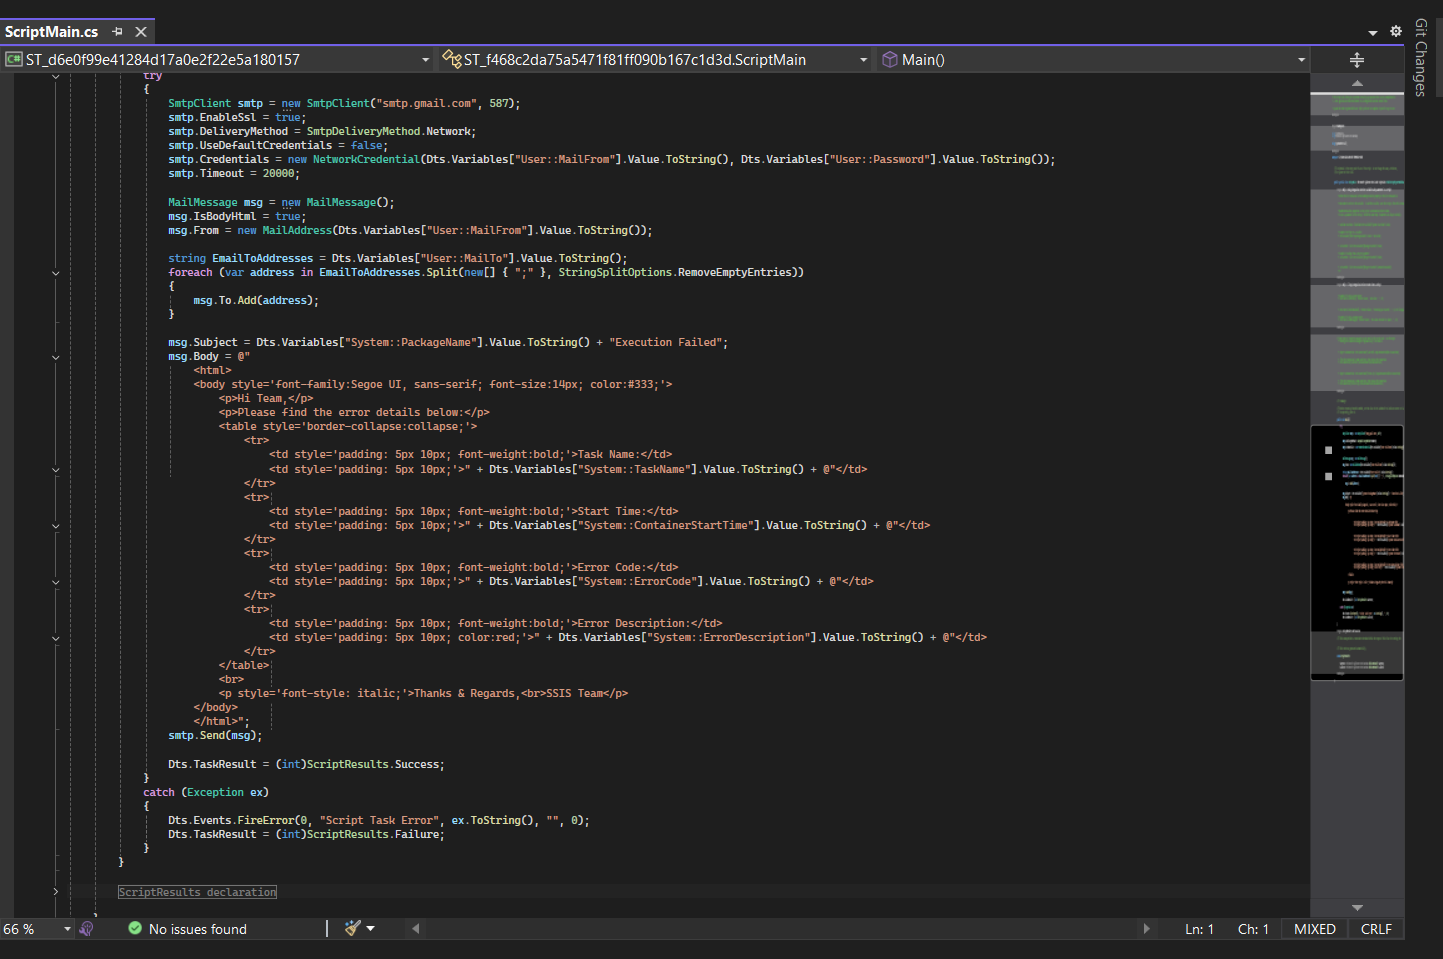 ScriptMain.cs
Git Changes
C# ST_d6e0f99e41284d17a0e2f22e5a180157
ST_f468c2da75a5471f81ff090b167c1d3d.ScriptMain
Main()
try
{
SmtpClient smtp = new SmtpClient("smtp.gmail.com", 587);
smtp.EnableSsl = true;
smtp.DeliveryMethod = SmtpDeliveryMethod.Network;
smtp.UseDefaultCredentials = false;
smtp.Credentials = new NetworkCredential(Dts.Variables["User::MailFrom"].Value.ToString(), Dts.Variables["User::Password"].Value.ToString());
smtp.Timeout = 20000;
MailMessage msg = new MailMessage();
msg.IsBodyHtml = true;
msg.From = new MailAddress(Dts.Variables["User::MailFrom"].Value.ToString());
string EmailToAddresses = Dts.Variables["User::MailTo"].Value.ToString();
foreach (var address in EmailToAddresses.Split(new[] { ";" }, StringSplitOptions.RemoveEmptyEntries))
{
msg.To.Add(address);
}
msg.Subject = Dts.Variables["System::PackageName"].Value.ToString() + "Execution Failed";
msg.Body = @"
<html>
<body style='font-family:Segoe UI, sans-serif; font-size:14px; color:#333;'>
<p>Hi Team,</p>
<p>Please find the error details below:</p>
<table style='border-collapse:collapse;'>
<tr>
<td style='padding: 5px 10px; font-weight:bold;'>Task Name:</td>
<td style='padding: 5px 10px;'>" + Dts.Variables["System::TaskName"].Value.ToString() + @"</td>
</tr>
<tr>
<td style='padding: 5px 10px; font-weight:bold;'>Start Time:</td>
<td style='padding: 5px 10px;'>" + Dts.Variables["System::ContainerStartTime"].Value.ToString() + @"</td>
</tr>
<tr>
<td style='padding: 5px 10px; font-weight:bold;'>Error Code:</td>
<td style='padding: 5px 10px;'>" + Dts.Variables["System::ErrorCode"].Value.ToString() + @"</td>
</tr>
<tr>
<td style='padding: 5px 10px; font-weight:bold;'>Error Description:</td>
<td style='padding: 5px 10px; color:red;'>" + Dts.Variables["System::ErrorDescription"].Value.ToString() + @"</td>
</tr>
</table>
<br>
<p style='font-style: italic;'>Thanks & Regards,<br>SSIS Team</p>
</body>
</html>";
smtp.Send(msg);
Dts.TaskResult = (int)ScriptResults.Success;
}
catch (Exception ex)
{
Dts.Events.FireError(0, "Script Task Error", ex.ToString(), "", 0);
Dts.TaskResult = (int)ScriptResults.Failure;
}
}
ScriptResults declaration
66 %
No issues found
Ln: 1
Ch: 1
MIXED
CRLF